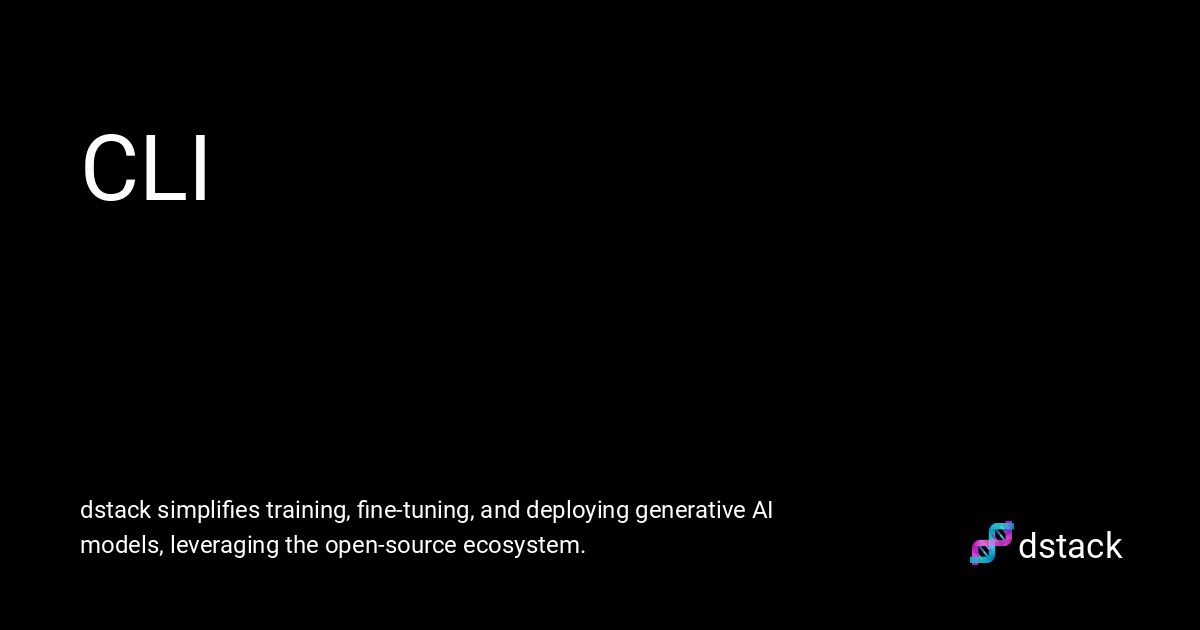 CLI
dstack simplifies training, fine-tuning, and deploying generative AI
models, leveraging the open-source ecosystem.
dstack